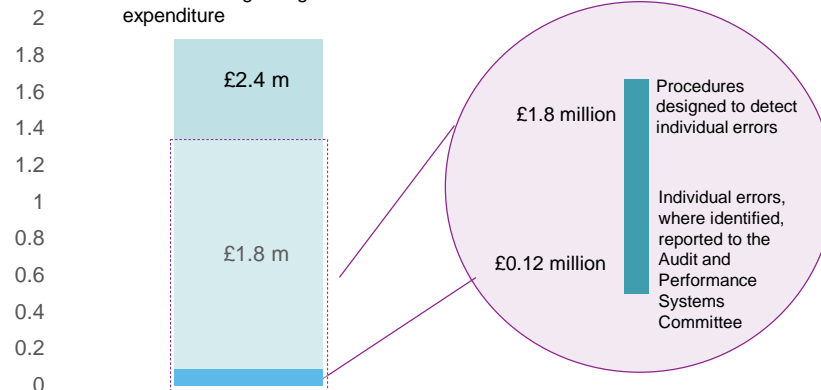 expenditure
2
1.8
1.6
1.4
1.2
1
0.8
0.6
0.4
0.2
0
£2.4 m
£1.8 m
£1.8 million
£0.12 million
Procedures
designed to detect
individual errors
Individual errors,
where identified,
reported to the
Audit and
Performance
Systems
Committee